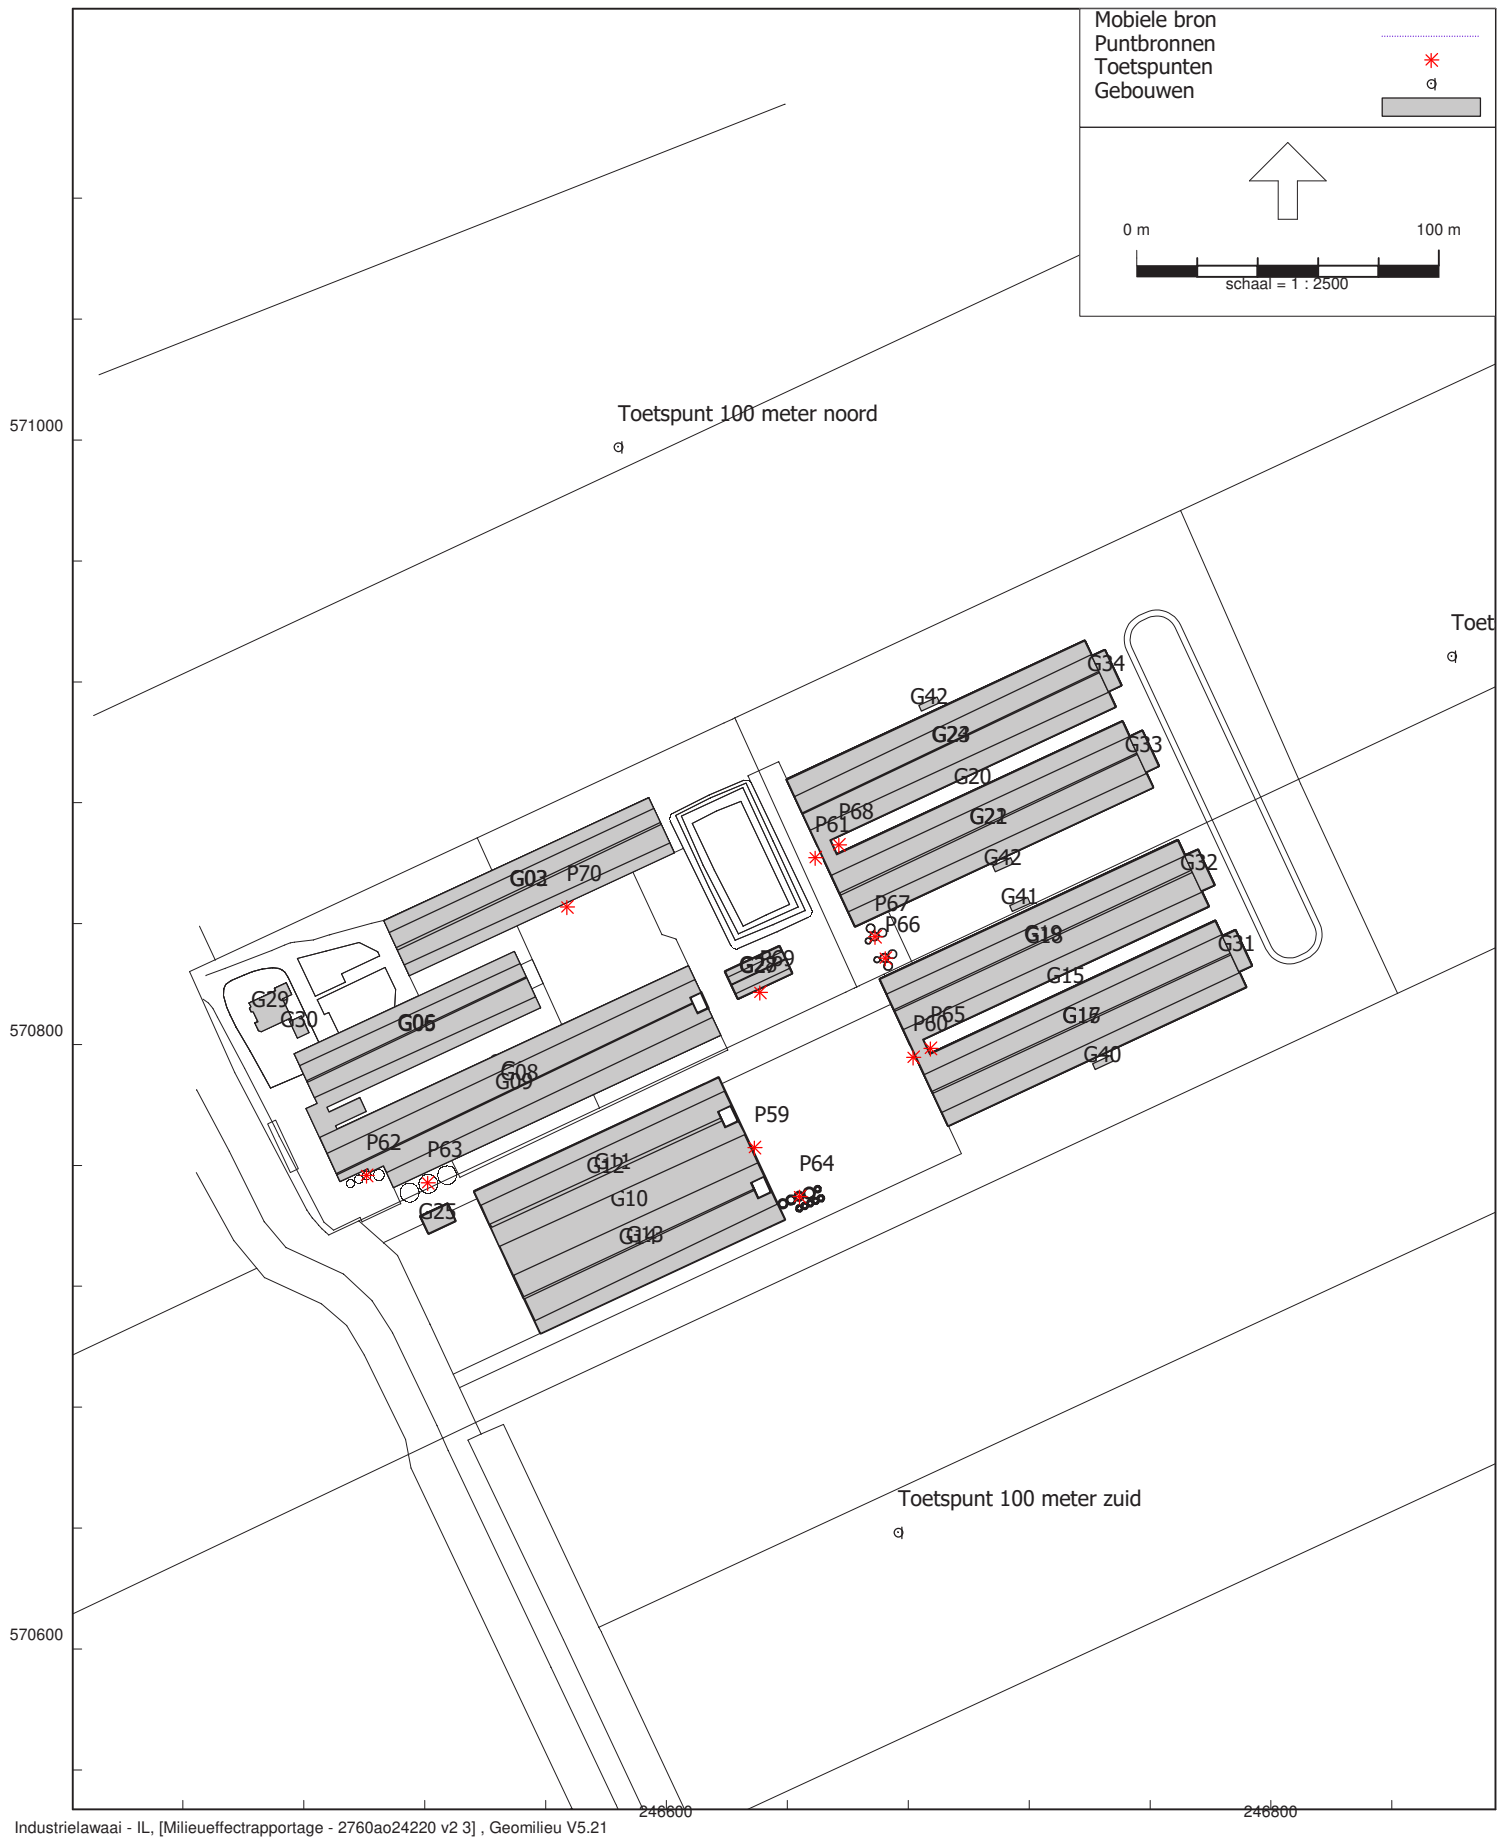 Mobiele bron
Puntbronnen
Toetspunten
Gebouwen
0 m 100 m
schaal = 1 : 2500
571000
Toetspunt 100 meter noord
Toet
G34
G42
G33
G20
P68
P61
G03
P70
G42
G32
G41
P67
P66
G31
P69
G29
G30
G15
P65
P60
G40
G08
G09
P59
P62
P63
P64
G11
G12
G10
G25
570800
Toetspunt 100 meter zuid
570600
246600 246800
Industrielawaai - IL, [Milieueffectrapportage - 2760ao24220 v2 3] , Geomilieu V5.21